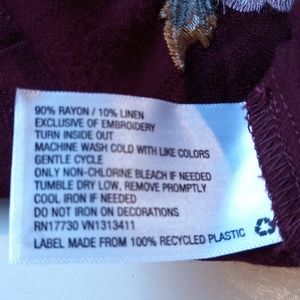 90% RAYON / 10% LINEN
EXCLUSIVE OF EMBROIDERY
TURN INSIDE OUT
MACHINE WASH COLD WITH LIKE COLORS
GENTLE CYCLE
ONLY NON-CHLORINE BLEACH IF NEEDED
TUMBLE DRY LOW, REMOVE PROMPTLY
COOL IRON IF NEEDED
DO NOT IRON ON DECORATIONS
RN17730 VN1313411
LABEL MADE FROM 100% RECYCLED PLASTIC